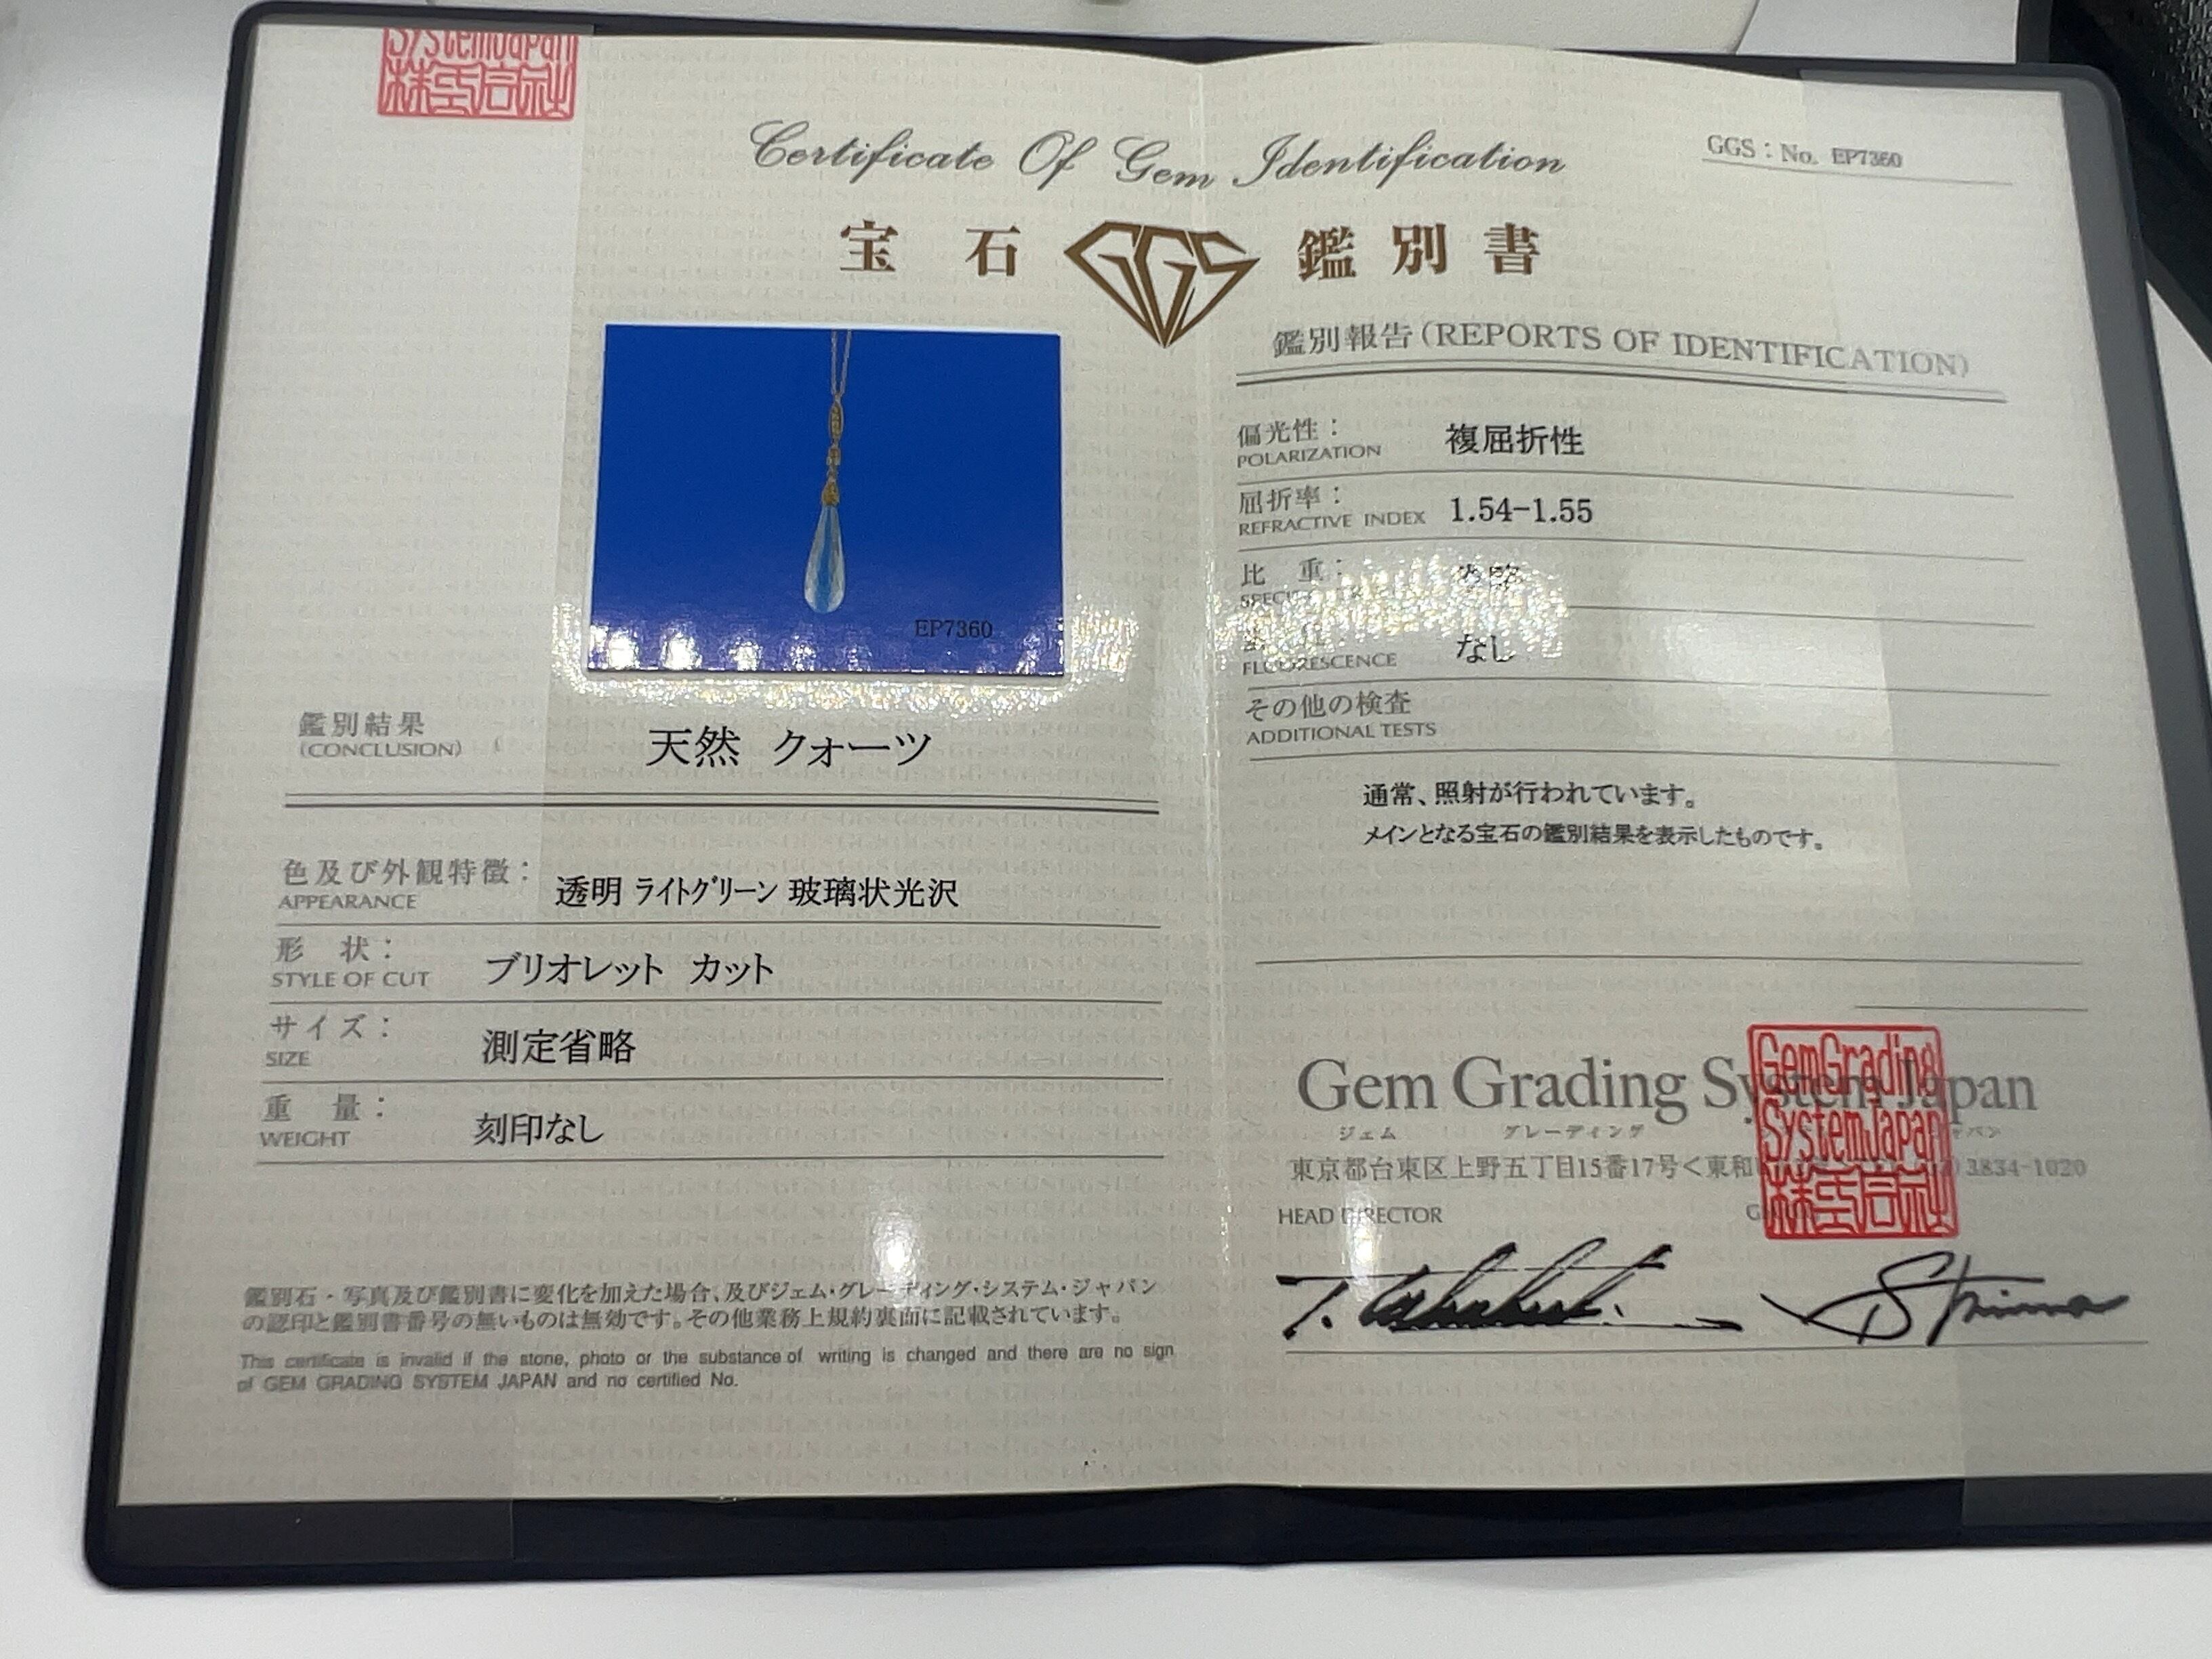 SystemJapan
Certificate Of Gem Identification
GGS:No. EP7360
宝石 GGS 鑑別書
EP7360
鑑別結果
(CONCLUSION)
天然 クォーツ
色及び外観特徴:
APPEARANCE
透明 ライトグリーン 玻璃状光沢
形 状:
STYLE OF CUT
ブリオレット カット
サイズ:
SIZE
測定省略
重 量:
WEIGHT
刻印なし
鑑別石・写真及び鑑別書に変化を加えた場合、及びジェム・グレーディング・システム・ジャパン
の認印と鑑別書番号の無いものは無効です。その他業務上規約裏面に記載されています。
This certificate is invalid if the stone, photo or the substance of writing is changed and there are no sign
of GEM GRADING SYSTEM JAPAN and no certified No.
鑑別報告(REPORTS OF IDENTIFICATION)
偏光性:
POLARIZATION
複屈折性
屈折率:
REFRACTIVE INDEX
1.54-1.55
比 重:
FLUORESCENCE
なし
その他の検査
ADDITIONAL TESTS
通常、照射が行われています。
メインとなる宝石の鑑別結果を表示したものです。
Gem Grading System Japan
ジェム グレーディング
東京都台東区上野五丁目15番17号<東和 3834-1020
HEAD DIRECTOR
GemGrading
SystemJapan